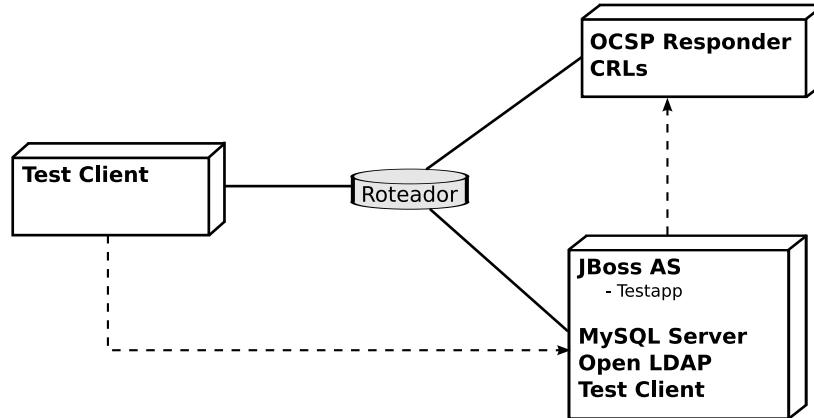 OCSP Responder
CRLs
Test Client
Roteador
JBoss AS
- Testapp
MySQL Server
Open LDAP
Test Client